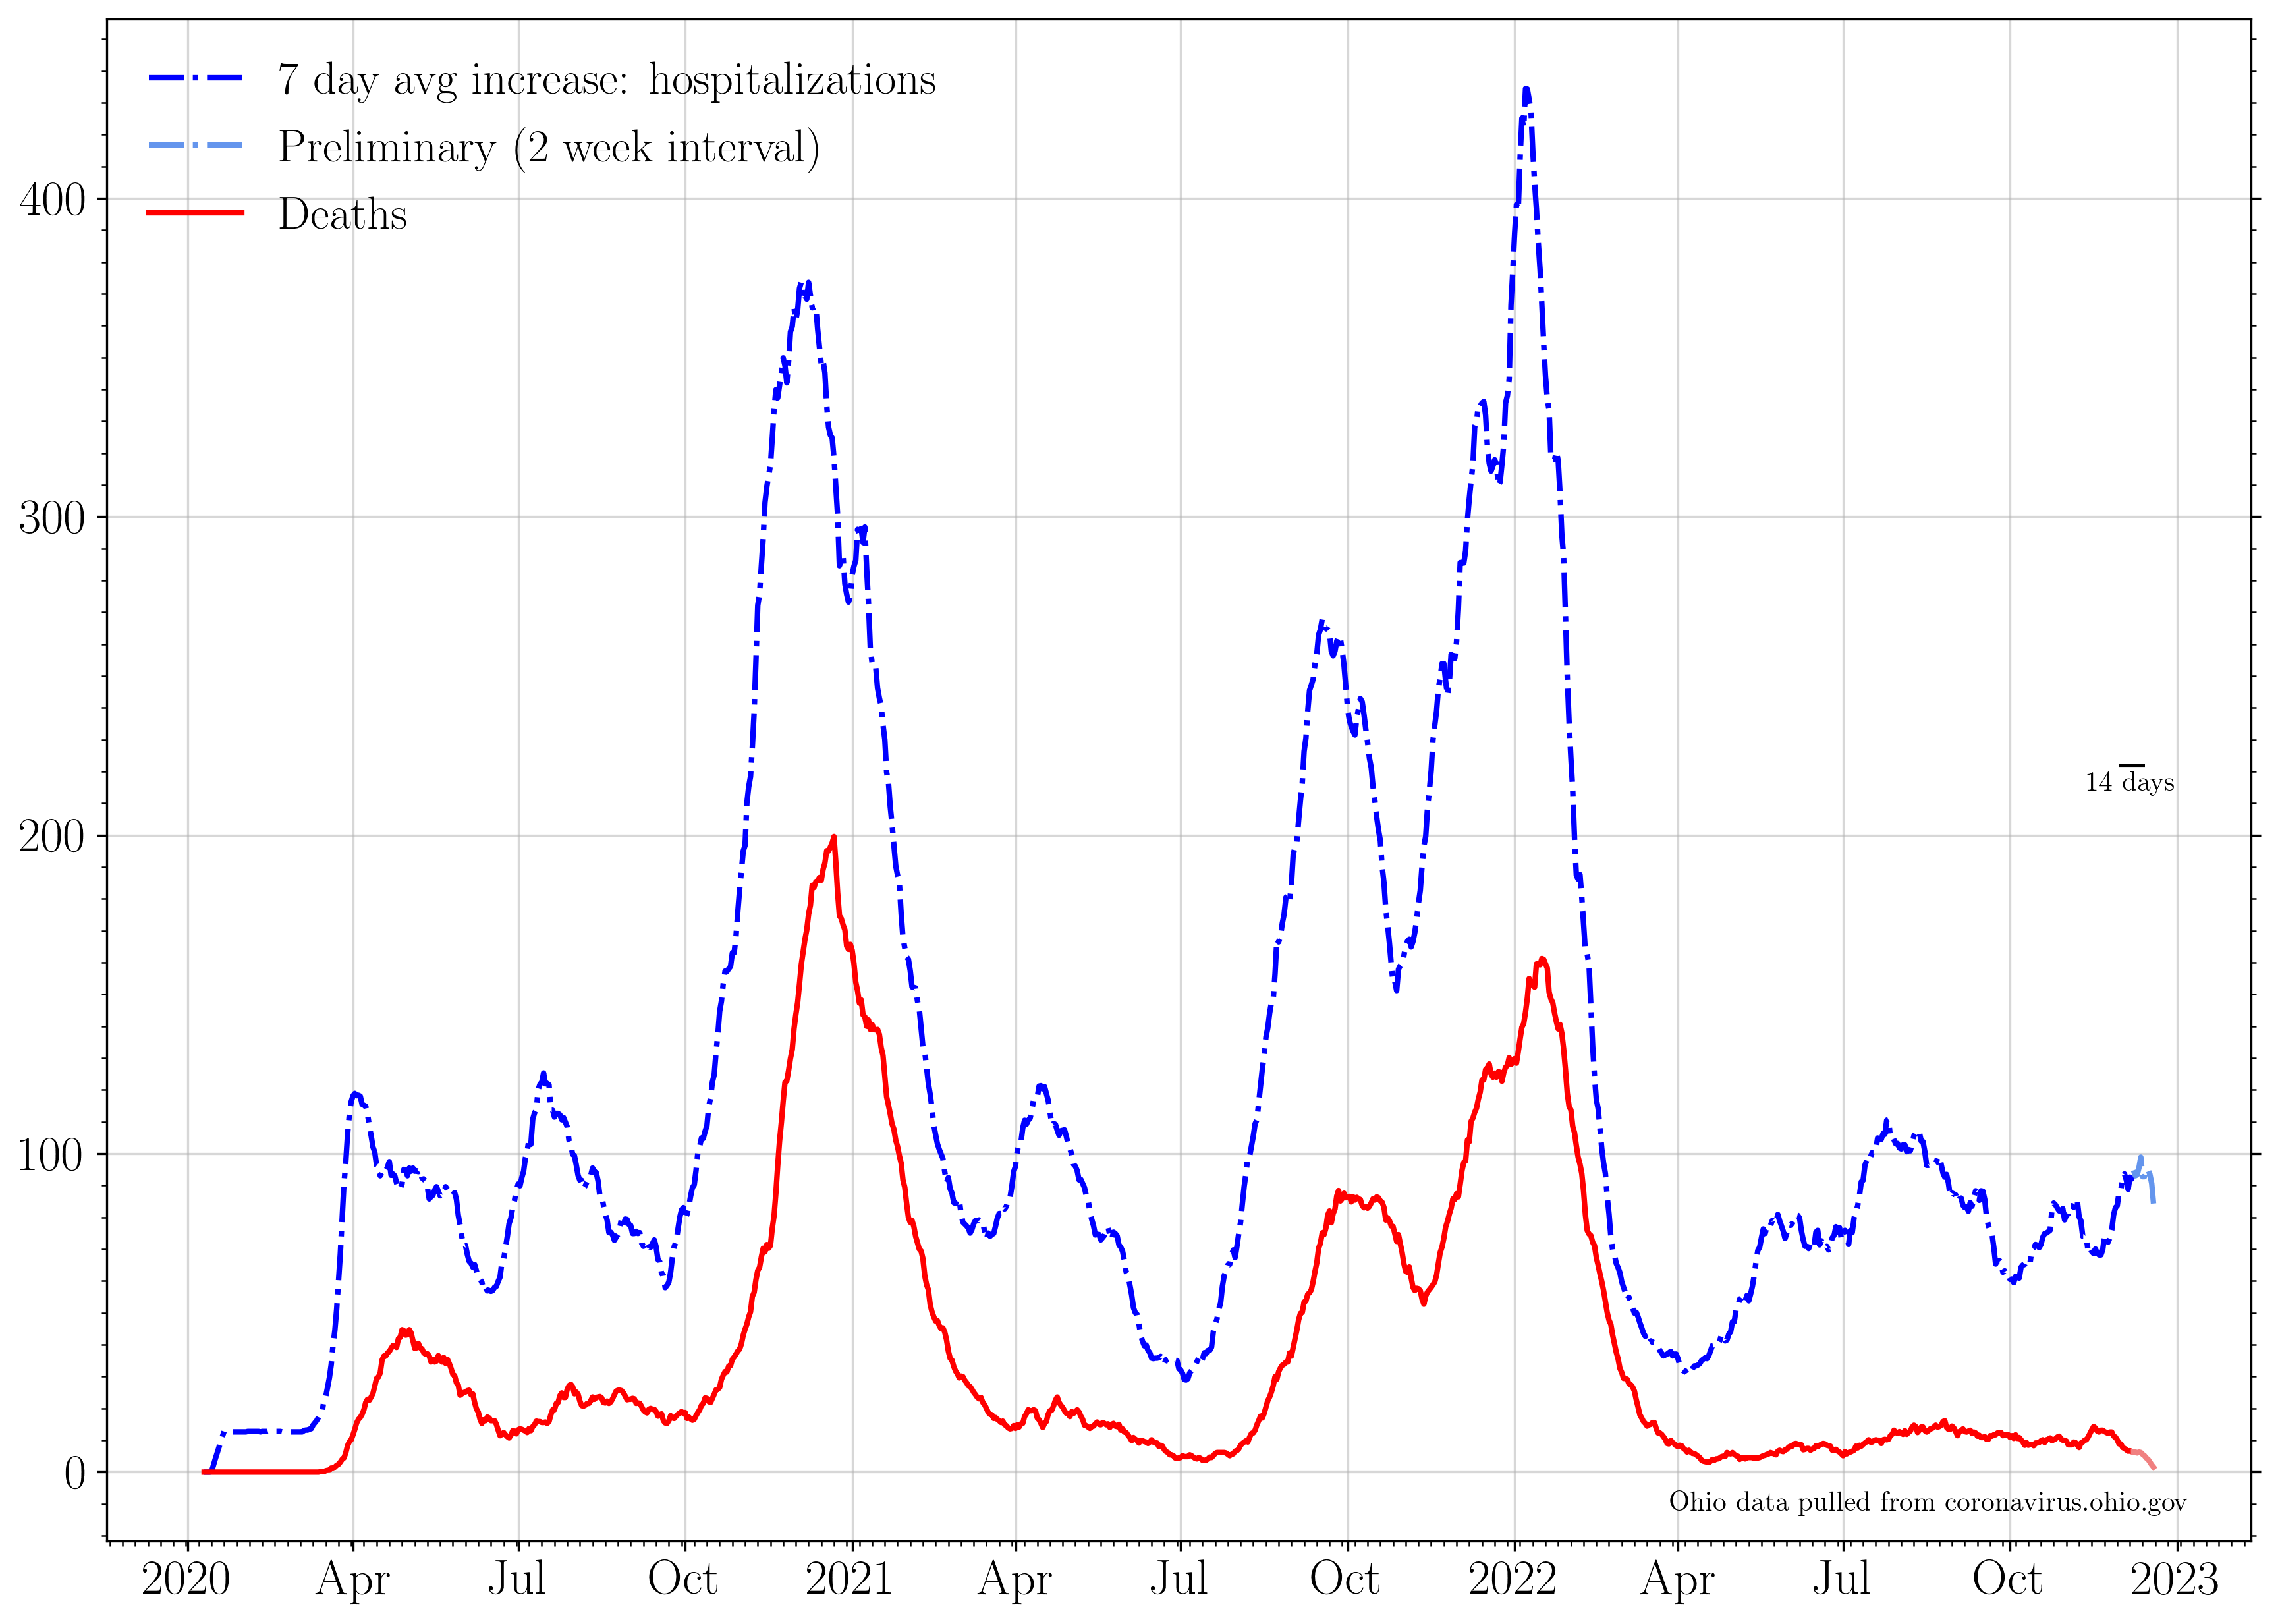 7 day avg increase: hospitalizations
Preliminary (2 week interval)
Deaths
400
300
200
100
0
14 days
Ohio data pulled from coronavirus.ohio.gov
2020 Apr Jul Oct 2021 Apr Jul Oct 2022 Apr Jul Oct 2023